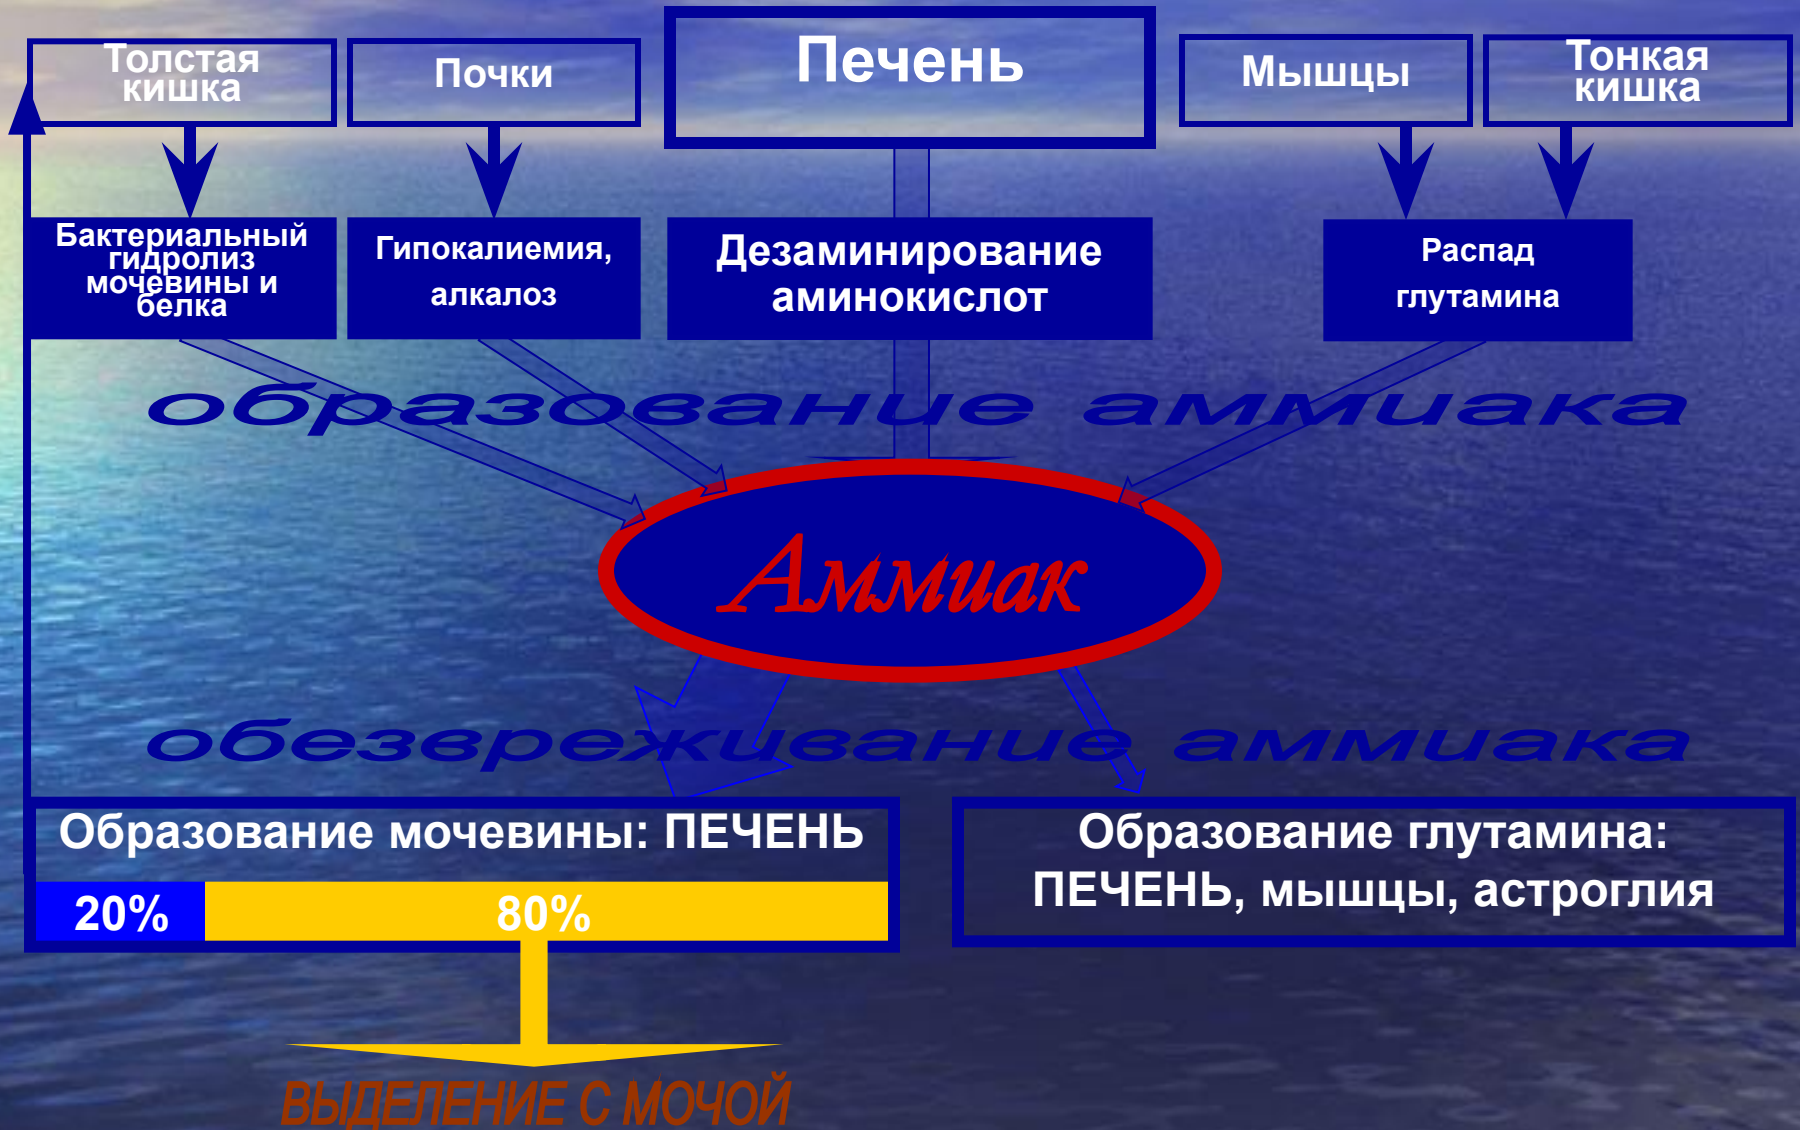 Толстая
кишка
Почки
Печень
Мышцы
Тонкая
кишка
Бактериальный
гидролиз
мочевины и
белка
Гипокалиемия,
алкалоз
Дезаминирование
аминокислот
Распад
глутамина
образование аммиака
Аммиак
обезвреживание аммиака
Образование мочевины: ПЕЧЕНЬ
20%
80%
Образование глутамина:
ПЕЧЕНЬ, мышцы, астроглия
ВЫДЕЛЕНИЕ С МОЧОЙ